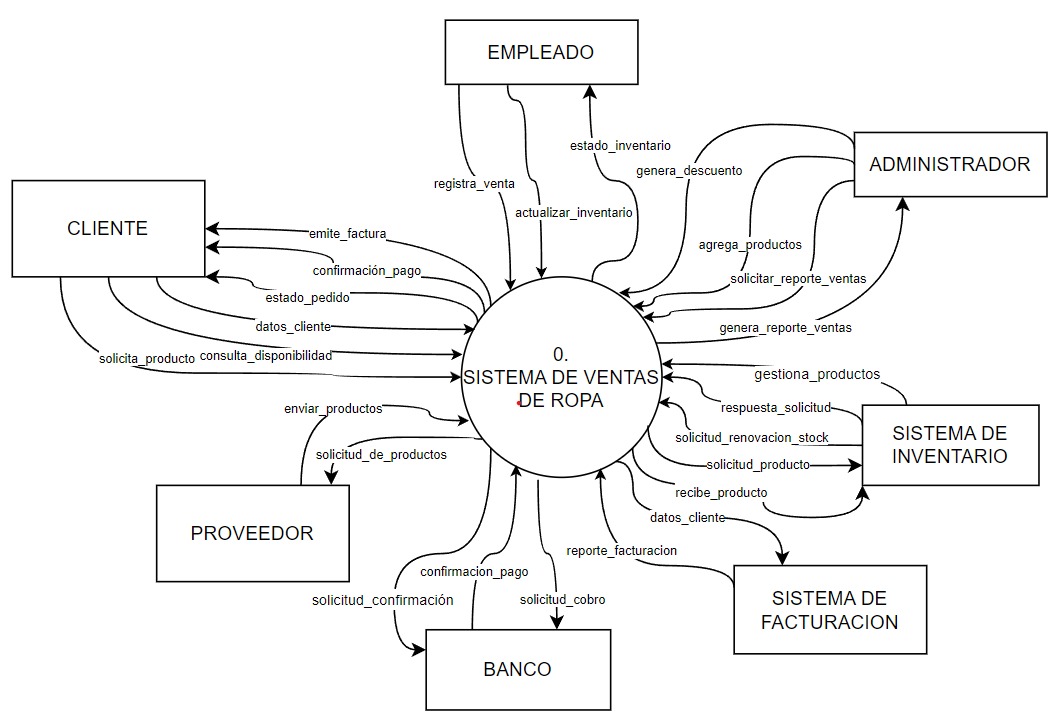 EMPLEADO
estado_inventario
ADMINISTRADOR
genera_descuento
registra_venta
actualizar_inventario
CLIENTE
emite_factura
agrega_productos
confirmación_pago
solicitar_reporte_ventas
estado_pedido
datos_cliente
genera_reporte_ventas
solicita_producto
consulta_disponibilidad
0.
SISTEMA DE VENTAS
DE ROPA
gestiona_productos
enviar_productos
respuesta_solicitud
solicitud_renovacion_stock
SISTEMA DE
INVENTARIO
solicitud_de_productos
solicitud_producto
recibe_producto
datos_cliente
PROVEEDOR
reporte_facturacion
confirmacion_pago
solicitud_confirmación
solicitud_cobro
SISTEMA DE
FACTURACION
BANCO